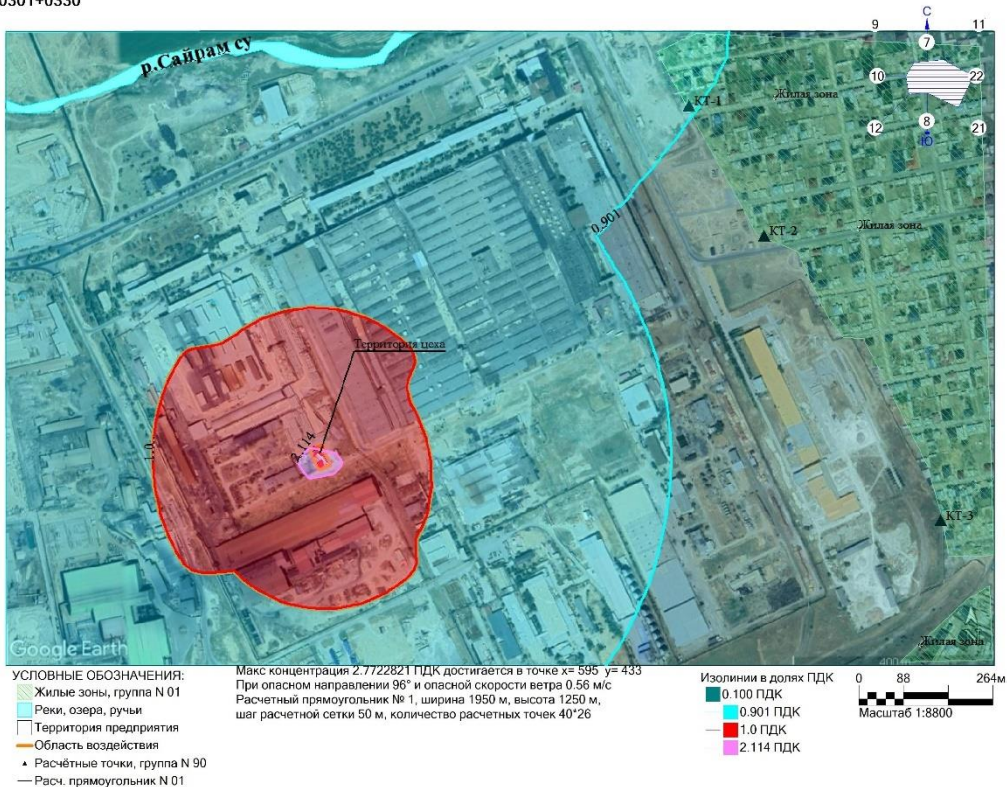 0301+0330
С
9
11
7
р.Сайрам су
10
22
Жилая зона
КТ-1
8
12
21
Ю
КТ-2
Жилая зона
0.901
Территория цеха
2.114
1.0
КТ-3
Жилая зона
Google Earth
400 m
УСЛОВНЫЕ ОБОЗНАЧЕНИЯ:
Жилые зоны, группа N 01
Реки, озера, ручьи
Территория предприятия
Область воздействия
Расчётные точки, группа N 90
Расч. прямоугольник N 01
Макс концентрация 2.7722821 ПДК достигается в точке x= 595 y= 433
При опасном направлении 96° и опасной скорости ветра 0.56 м/с
Расчетный прямоугольник № 1, ширина 1950 м, высота 1250 м,
шаг расчетной сетки 50 м, количество расчетных точек 40*26
Изолинии в долях ПДК
0.100 ПДК
0.901 ПДК
1.0 ПДК
2.114 ПДК
0 88 264м
Масштаб 1:8800